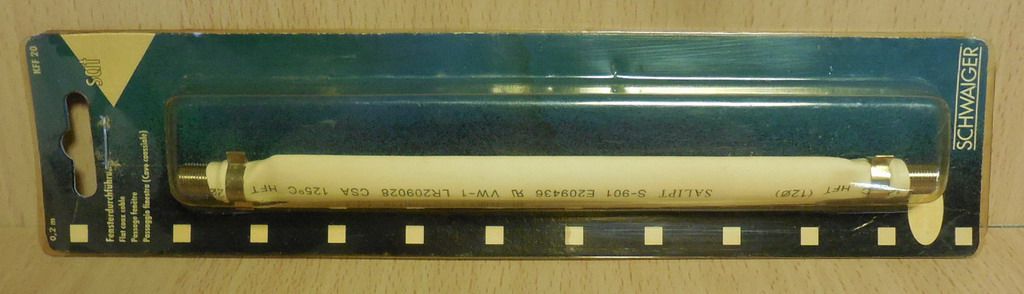 KFF 20
sat
0,2 m
Fensterdurchführung
Flat coax cable
Passage fenêtre
Passaggio finestra (Cavo coassiale)
SCHWAIGER
HFT (12Ø) SALIPT S-901 E209436 VW-1 LR209028 CSA 125°C HFT